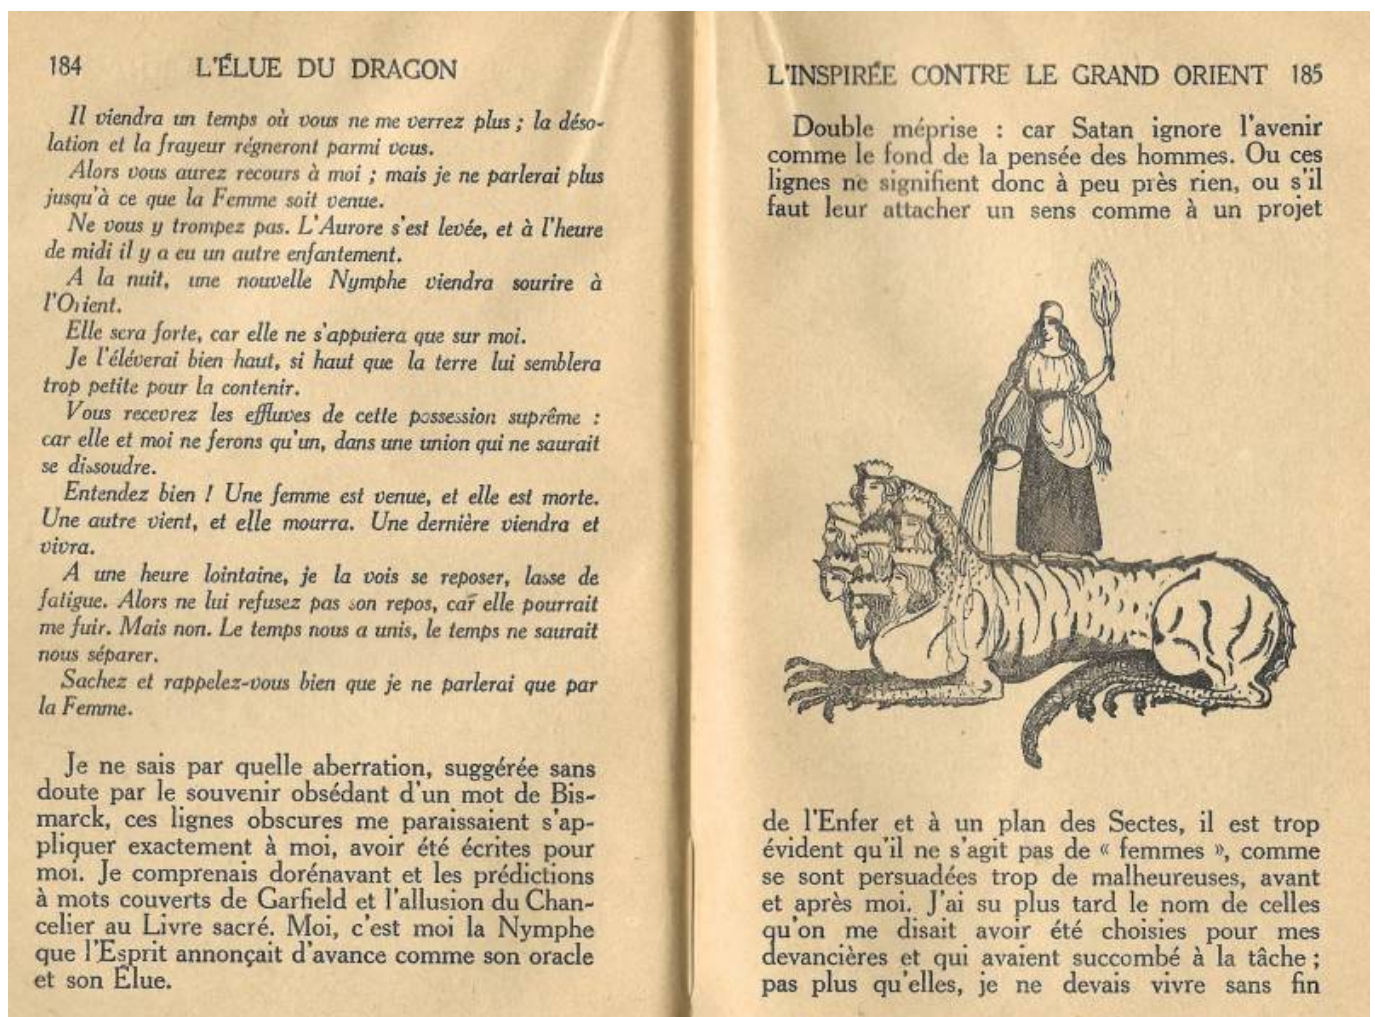 184 L'ÉLUE DU DRAGON
Il viendra un temps où vous ne me verrez plus ; la déso-
lation et la frayeur régneront parmi vous.
Alors vous aurez recours à moi ; mais je ne parlerai plus
jusqu'à ce que la Femme soit venue.
Ne vous y trompez pas. L'Aurore s'est levée, et à l'heure
de midi il y a eu un autre enfantement.
A la nuit, une nouvelle Nymphe viendra sourire à
l'Orient.
Elle sera forte, car elle ne s'appuiera que sur moi.
Je l'éléverai bien haut, si haut que la terre lui semblera
trop petite pour la contenir.
Vous recevrez les effluves de cette possession suprême :
car elle et moi ne ferons qu'un, dans une union qui ne saurait
se dissoudre.
Entendez bien ! Une femme est venue, et elle est morte.
Une autre vient, et elle mourra. Une dernière viendra et
vivra.
A une heure lointaine, je la vois se reposer, lasse de
fatigue. Alors ne lui refusez pas son repos, car elle pourrait
me fuir. Mais non. Le temps nous a unis, le temps ne saurait
nous séparer.
Sachez et rappelez-vous bien que je ne parlerai que par
la Femme.
Je ne sais par quelle aberration, suggérée sans
doute par le souvenir obsédant d'un mot de Bis-
marck, ces lignes obscures me paraissaient s'ap-
pliquer exactement à moi, avoir été écrites pour
moi. Je comprenais dorénavant et les prédictions
à mots couverts de Garfield et l'allusion du Chan-
celier au Livre sacré. Moi, c'est moi la Nymphe
que l'Esprit annonçait d'avance comme son oracle
et son Élue.
L'INSPIRÉE CONTRE LE GRAND ORIENT 185
Double méprise : car Satan ignore l'avenir
comme le fond de la pensée des hommes. Ou ces
lignes ne signifient donc à peu près rien, ou s'il
faut leur attacher un sens comme à un projet
de l'Enfer et à un plan des Sectes, il est trop
évident qu'il ne s'agit pas de « femmes », comme
se sont persuadées trop de malheureuses, avant
et après moi. J'ai su plus tard le nom de celles
qu'on me disait avoir été choisies pour mes
devancières et qui avaient succombé à la tâche ;
pas plus qu'elles, je ne devais vivre sans fin